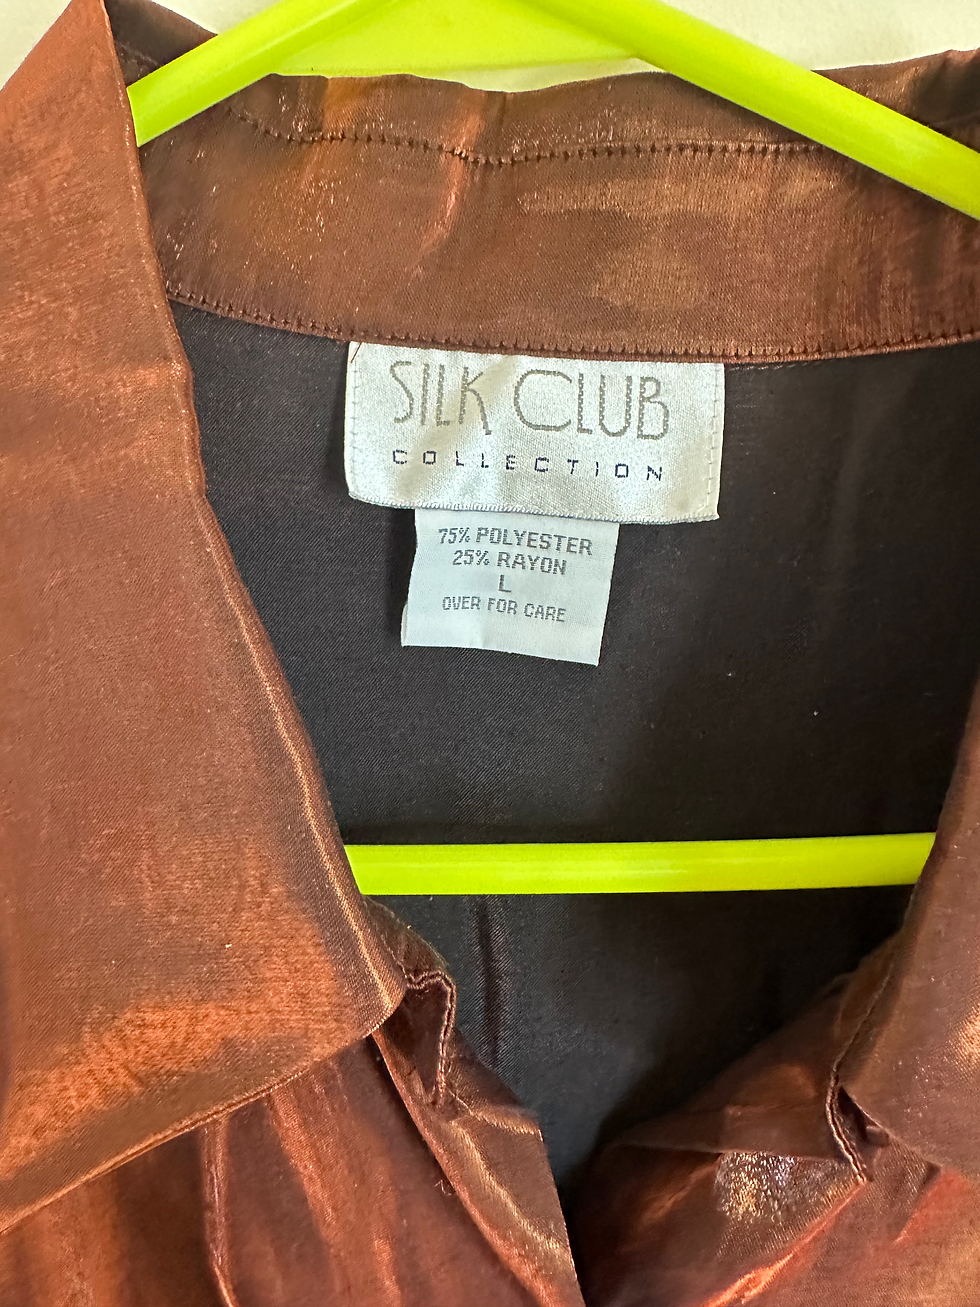 SILK CLUB
COLLECTION
75% POLYESTER
25% RAYON
L
OVER FOR CARE